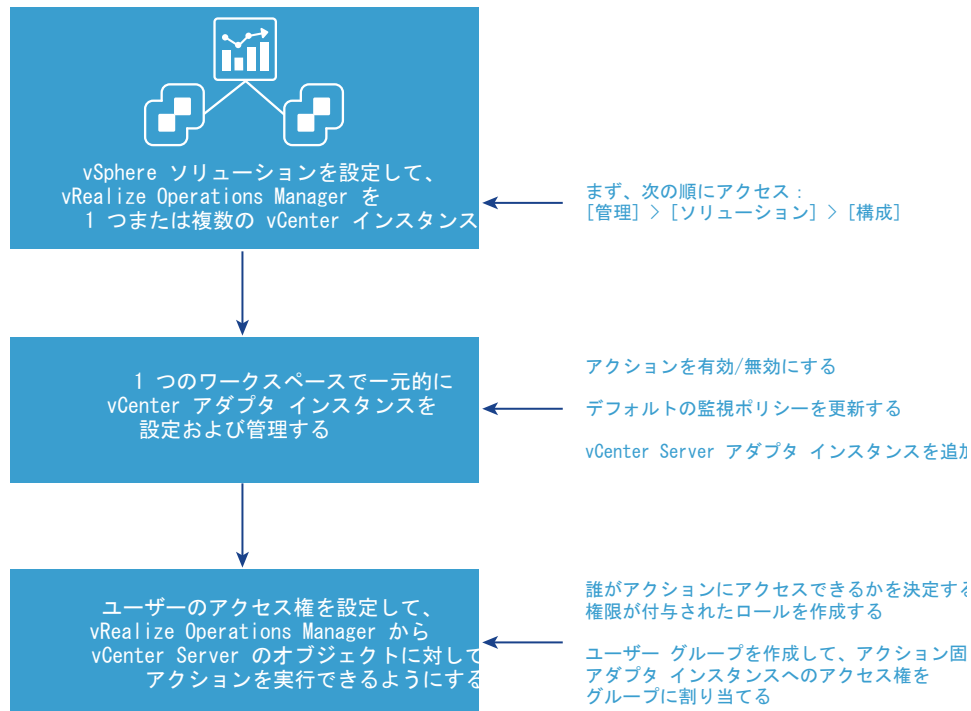 vSphere ソリューションを設定して、
vRealize Operations Manager を
1 つまたは複数の vCenter インスタンス
まず、次の順にアクセス：
[管理] > [ソリューション] > [構成]
1 つのワークスペースで一元的に
vCenter アダプタ インスタンスを
設定および管理する
アクションを有効/無効にする
デフォルトの監視ポリシーを更新する
vCenter Server アダプタ インスタンスを追加
ユーザーのアクセス権を設定して、
vRealize Operations Manager から
vCenter Server のオブジェクトに対して
アクションを実行できるようにする
誰がアクションにアクセスできるかを決定する
権限が付与されたロールを作成する
ユーザー グループを作成して、アクション固
アダプタ インスタンスへのアクセス権を
グループに割り当てる